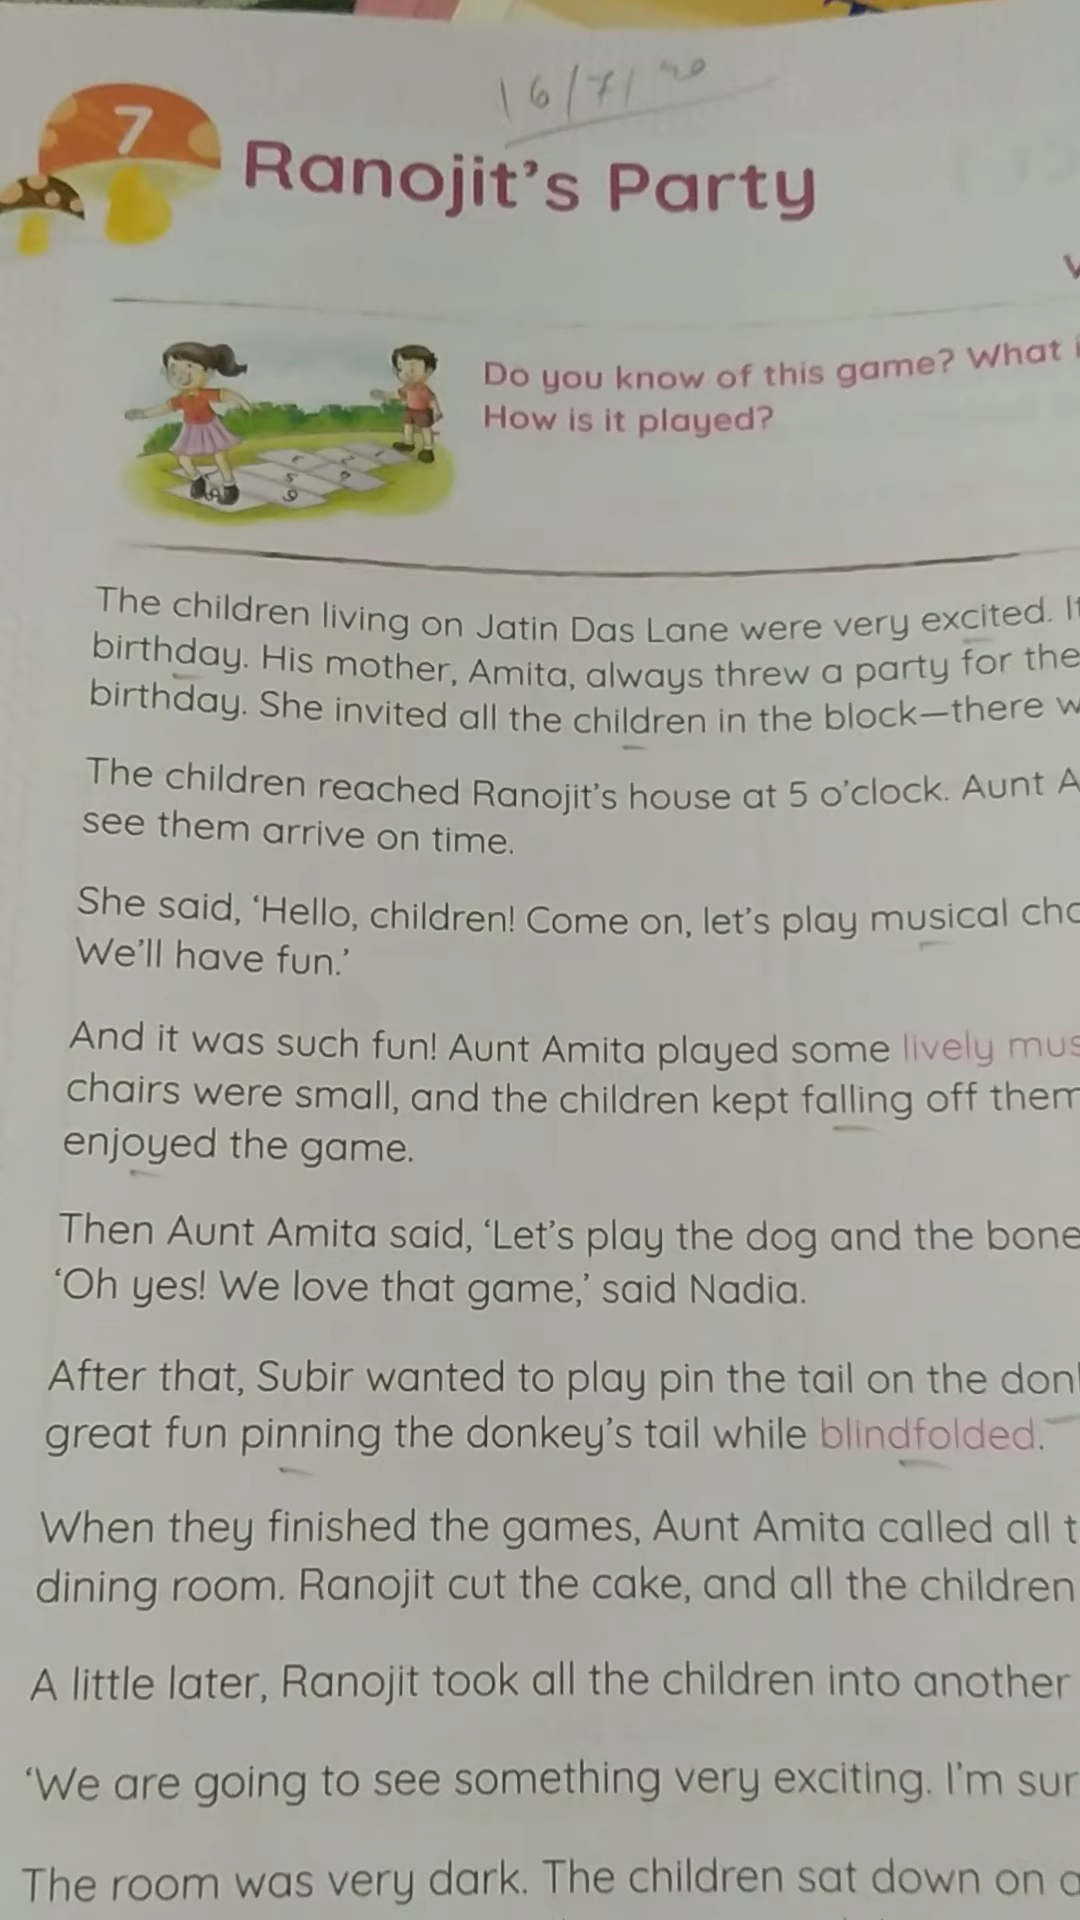 16/7/20
7
Ranojit's Party
Do you know of this game? What
How is it played?
The children living on Jatin Das Lane were very excited. It
birthday. His mother, Amita, always threw a party for the
birthday. She invited all the children in the block—there w
The children reached Ranojit's house at 5 o'clock. Aunt A
see them arrive on time.
She said, ‘Hello, children! Come on, let's play musical cha
We'll have fun.’
And it was such fun! Aunt Amita played some lively mus
chairs were small, and the children kept falling off them
enjoyed the game.
Then Aunt Amita said, ‘Let's play the dog and the bone
‘Oh yes! We love that game,’ said Nadia.
After that, Subir wanted to play pin the tail on the donk
great fun pinning the donkey's tail while blindfolded.
When they finished the games, Aunt Amita called all t
dining room. Ranojit cut the cake, and all the children
A little later, Ranojit took all the children into another
‘We are going to see something very exciting. I'm sur
The room was very dark. The children sat down on